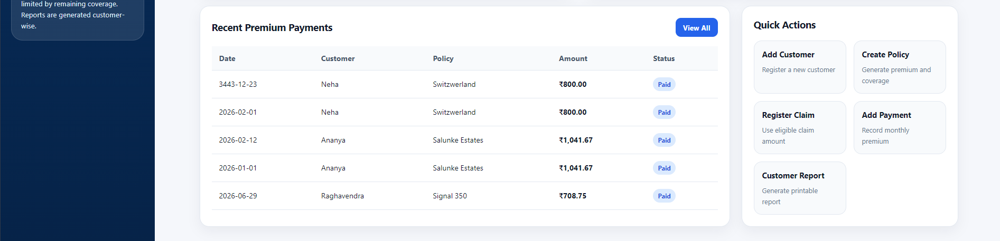 limited by remaining coverage.
Reports are generated customer-
wise.
Recent Premium Payments
View All
Date Customer Policy Amount Status
3443-12-23 Neha Switzwerland ₹800.00 Paid
2026-02-01 Neha Switzwerland ₹800.00 Paid
2026-02-12 Ananya Salunke Estates ₹1,041.67 Paid
2026-01-01 Ananya Salunke Estates ₹1,041.67 Paid
2026-06-29 Raghavendra Signal 350 ₹708.75 Paid
Quick Actions
Add Customer
Register a new customer
Create Policy
Generate premium and
coverage
Register Claim
Use eligible claim
amount
Add Payment
Record monthly
premium
Customer Report
Generate printable
report